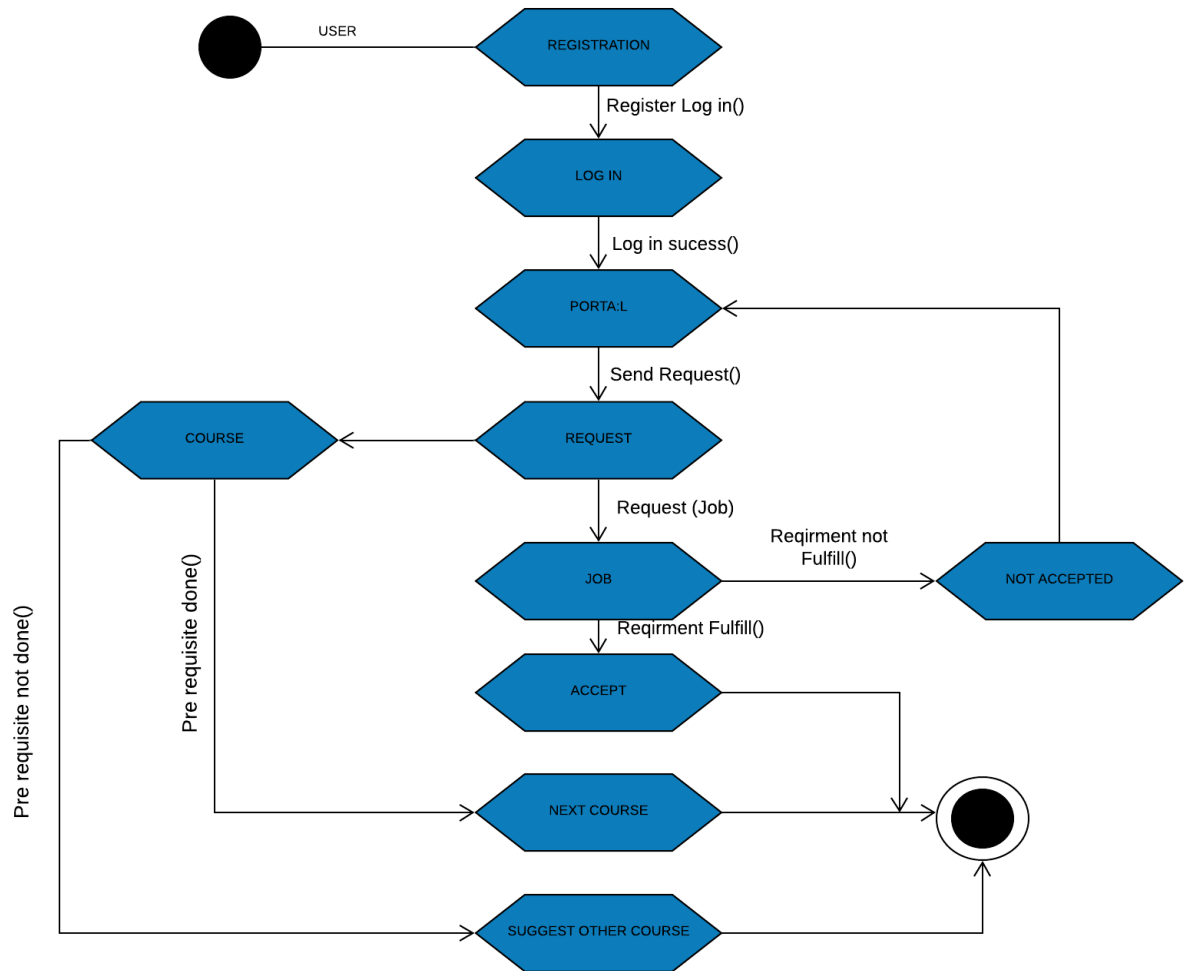 USER
REGISTRATION
Register Log in()
LOG IN
Log in sucess()
PORTA:L
Send Request()
COURSE
REQUEST
Request (Job)
Reqirment not
Fulfill()
JOB
NOT ACCEPTED
Reqirment Fulfill()
Pre requisite done()
Pre requisite not done()
ACCEPT
NEXT COURSE
SUGGEST OTHER COURSE